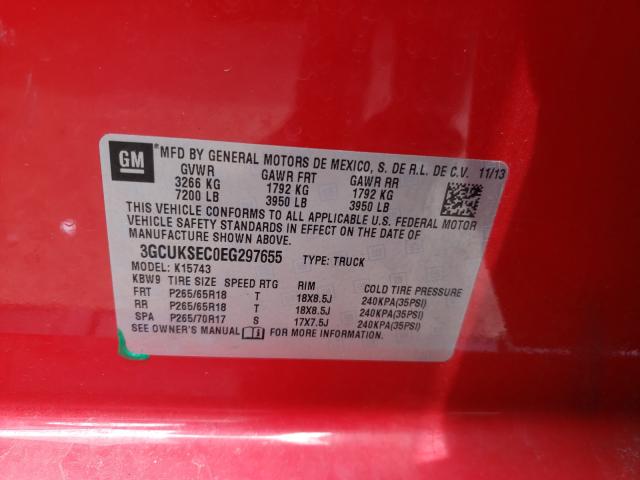 GM
*MFD BY GENERAL MOTORS DE MEXICO, S. DE R.L. DE C.V. 11/13
GVWR GAWR FRT GAWR RR
3266 KG 1792 KG 1792 KG
7200 LB 3950 LB 3950 LB
THIS VEHICLE CONFORMS TO ALL APPLICABLE U.S. FEDERAL MOTOR
VEHICLE SAFETY STANDARDS IN EFFECT ON THE DATE OF
MANUFACTURE SHOWN ABOVE.
3GCUKSEC0EG297655 TYPE: TRUCK
MODEL: K15743
KBW9 TIRE SIZE SPEED RTG RIM COLD TIRE PRESSURE
FRT P265/65R18 T 18X8.5J 240KPA(35PSI)
RR P265/65R18 T 18X8.5J 240KPA(35PSI)
SPA P265/70R17 S 17X7.5J 240KPA(35PSI)
SEE OWNER'S MANUAL FOR MORE INFORMATION.